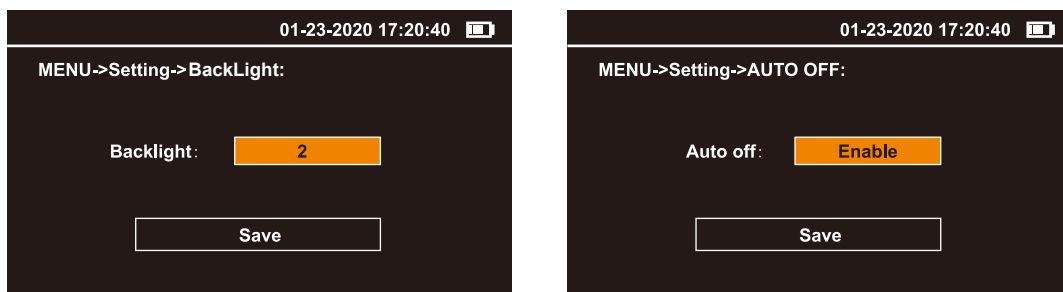 01-23-2020 17:20:40
MENU->Setting->BackLight:
Backlight:
2
Save
01-23-2020 17:20:40
MENU->Setting->AUTO OFF:
Auto off:
Enable
Save